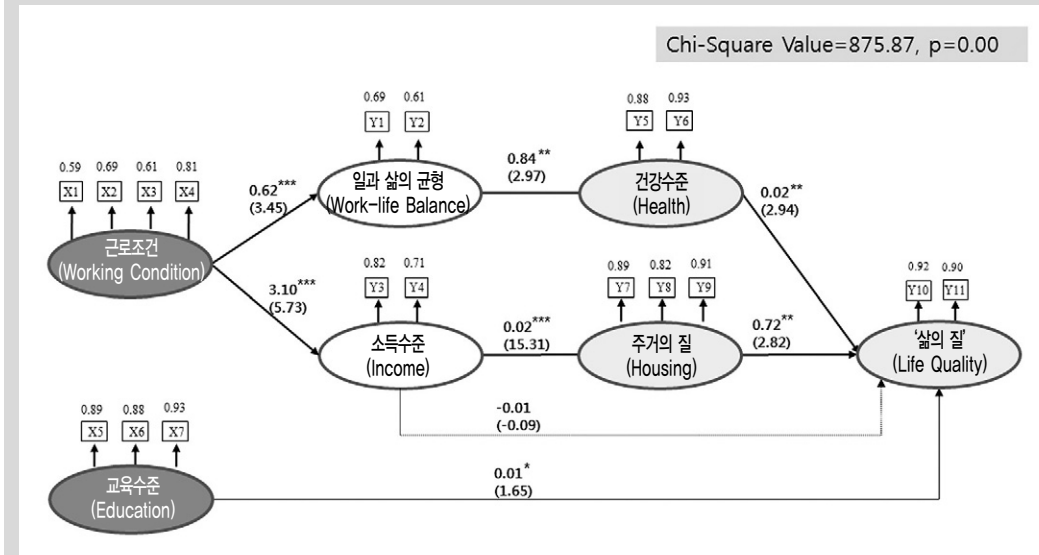 Chi-Square Value=875.87, p=0.00
0.69 0.61
Y1 Y2
0.88 0.93
Y5 Y6
0.59 0.69 0.61 0.81
X1 X2 X3 X4
일과 삶의 균형
(Work-life Balance)
0.84**
(2.97)
건강수준
(Health)
0.62***
(3.45)
0.02**
(2.94)
근로조건
(Working Condition)
3.10***
(5.73)
0.82 0.71
Y3 Y4
0.89 0.82 0.91
Y7 Y8 Y9
0.92 0.90
Y10 Y11
소득수준
(Income)
0.02***
(15.31)
주거의 질
(Housing)
0.72**
(2.82)
'삶의 질'
(Life Quality)
-0.01
(-0.09)
0.89 0.88 0.93
X5 X6 X7
교육수준
(Education)
0.01*
(1.65)